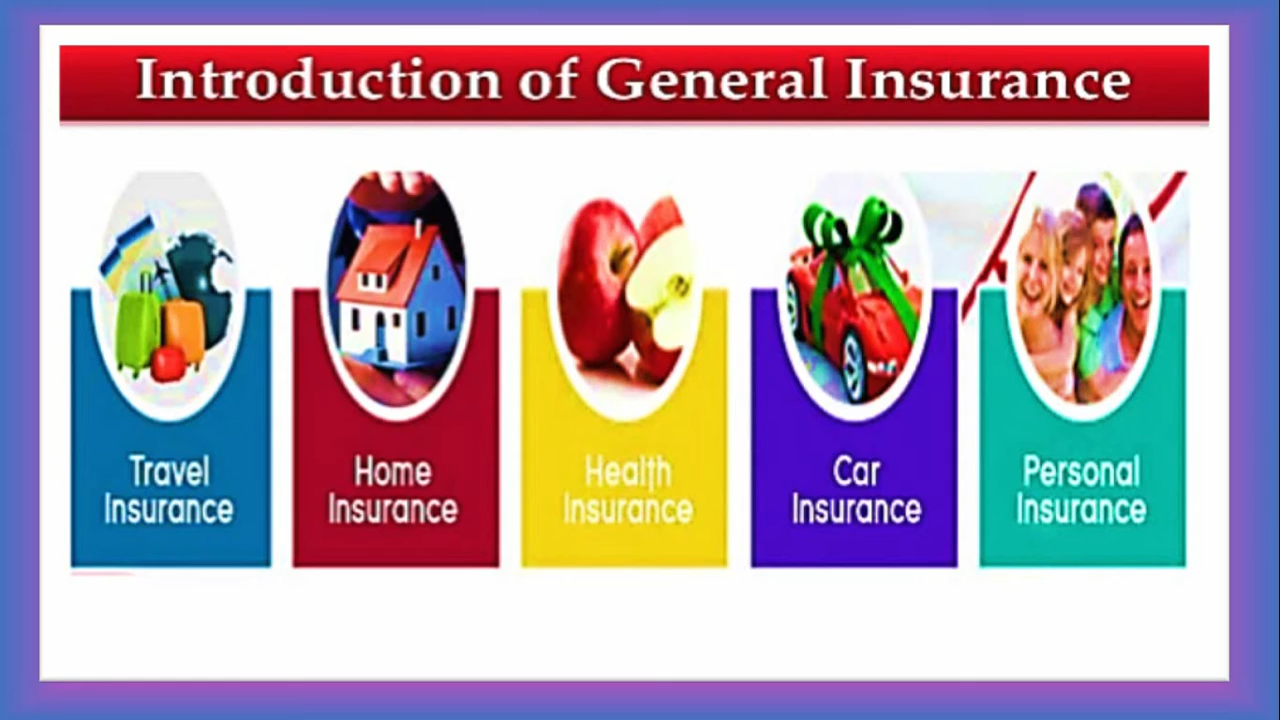 Introduction of General Insurance
Travel
Insurance
Home
Insurance
Health
Insurance
Car
Insurance
Personal
Insurance